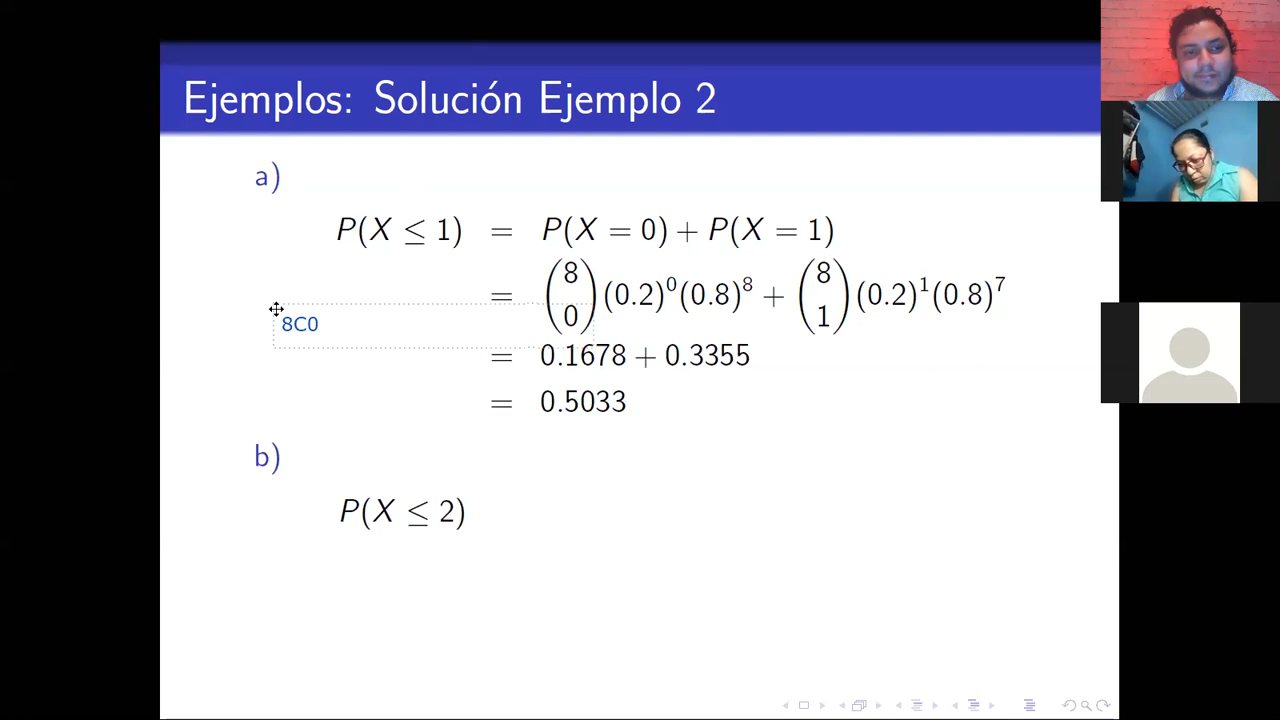 Ejemplos: Solución Ejemplo 2
a)
P(X ≤ 1) = P(X = 0) + P(X = 1)
= (8 0)(0.2)^0(0.8)^8 + (8 1)(0.2)^1(0.8)^7
8C0
= 0.1678 + 0.3355
= 0.5033
b)
P(X ≤ 2)